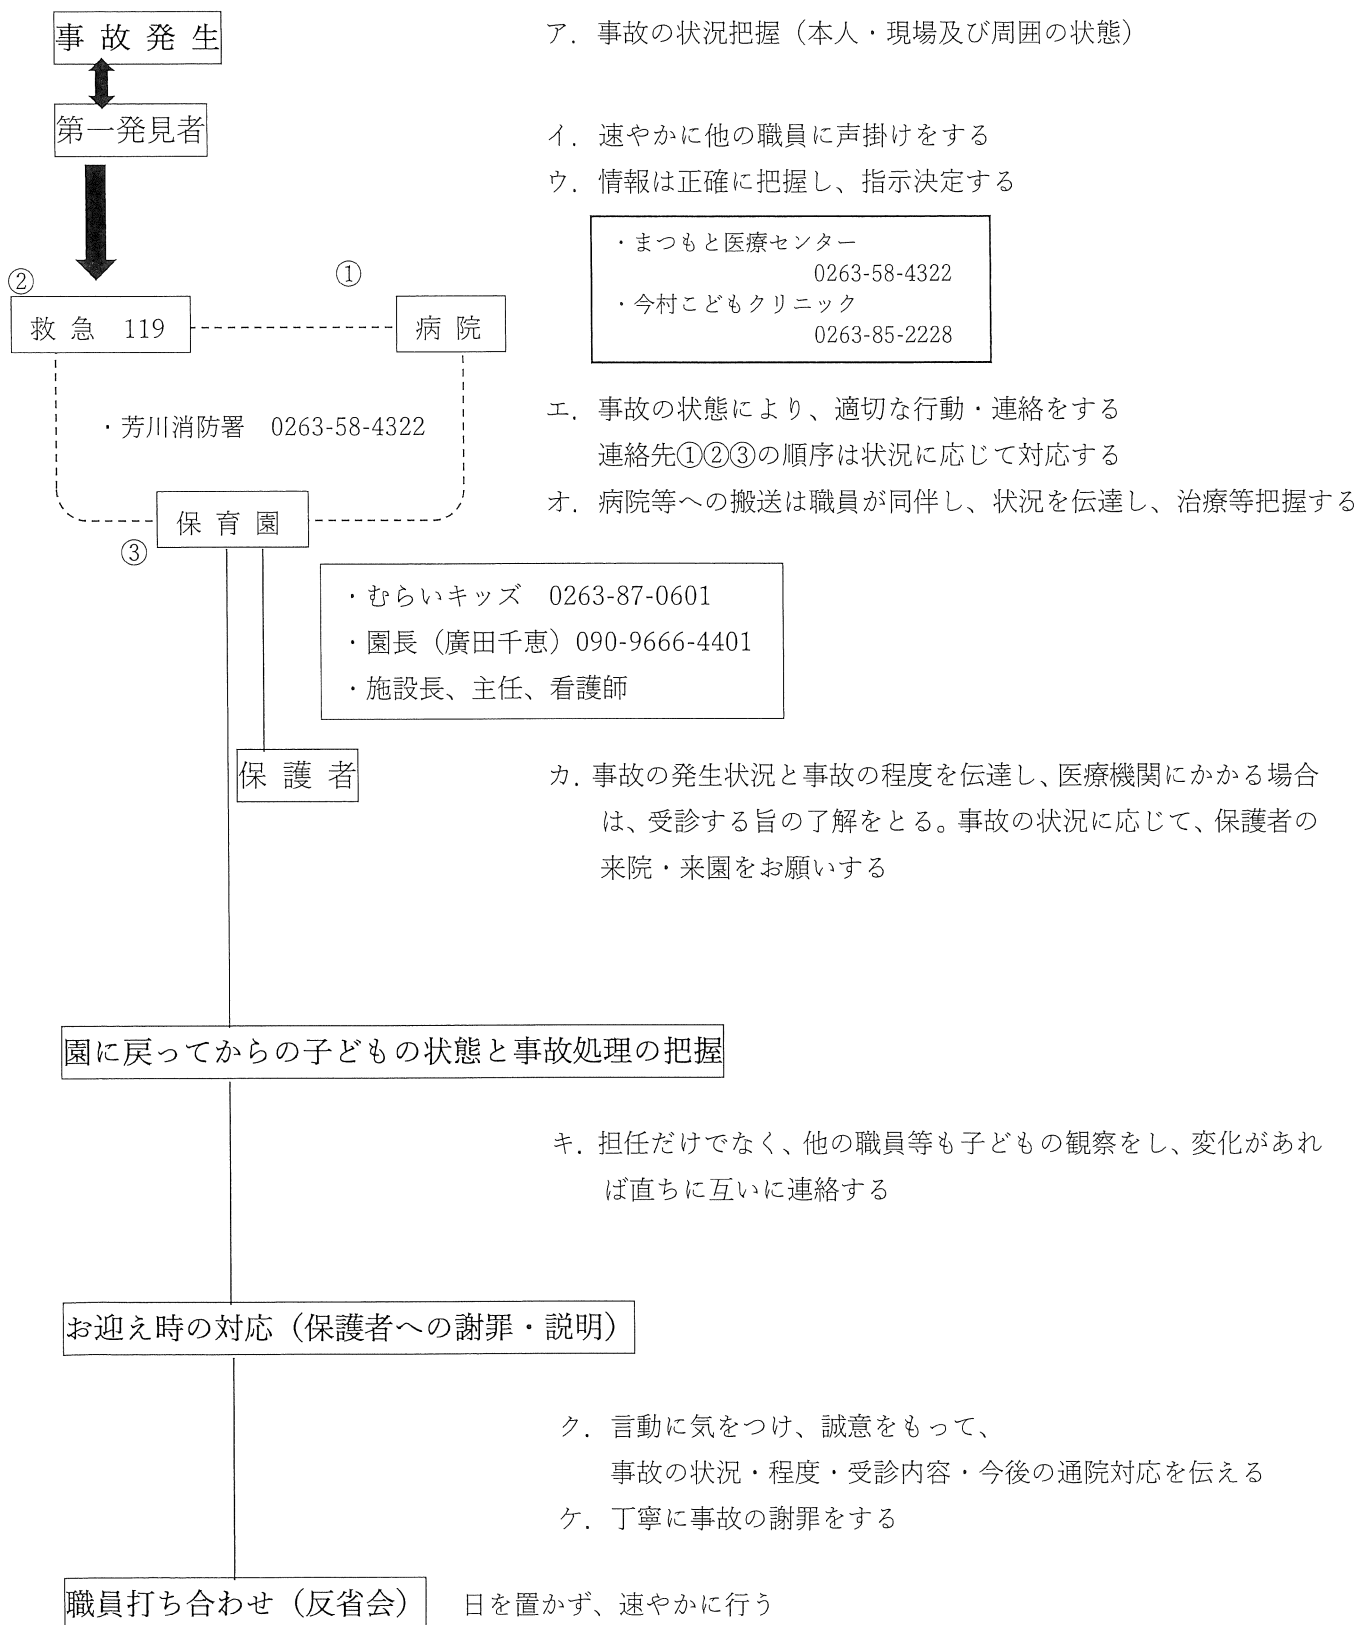 事 故 発 生
ア．事故の状況把握（本人・現場及び周囲の状態）
第一発見者
イ．速やかに他の職員に声掛けをする
ウ．情報は正確に把握し、指示決定する
・まつもと医療センター
0263-58-4322
・今村こどもクリニック
0263-85-2228
②
①
救 急　119
病 院
・芳川消防署　0263-58-4322
エ．事故の状態により、適切な行動・連絡をする
連絡先①②③の順序は状況に応じて対応する
オ．病院等への搬送は職員が同伴し、状況を伝達し、治療等把握する
保 育 園
③
・むらいキッズ　0263-87-0601
・園長（廣田千恵）090-9666-4401
・施設長、主任、看護師
保 護 者
カ．事故の発生状況と事故の程度を伝達し、医療機関にかかる場合
は、受診する旨の了解をとる。事故の状況に応じて、保護者の
来院・来園をお願いする
園に戻ってからの子どもの状態と事故処理の把握
キ．担任だけでなく、他の職員等も子どもの観察をし、変化があれ
ば直ちに互いに連絡する
お迎え時の対応（保護者への謝罪・説明）
ク．言動に気をつけ、誠意をもって、
事故の状況・程度・受診内容・今後の通院対応を伝える
ケ．丁寧に事故の謝罪をする
職員打ち合わせ（反省会）　日を置かず、速やかに行う